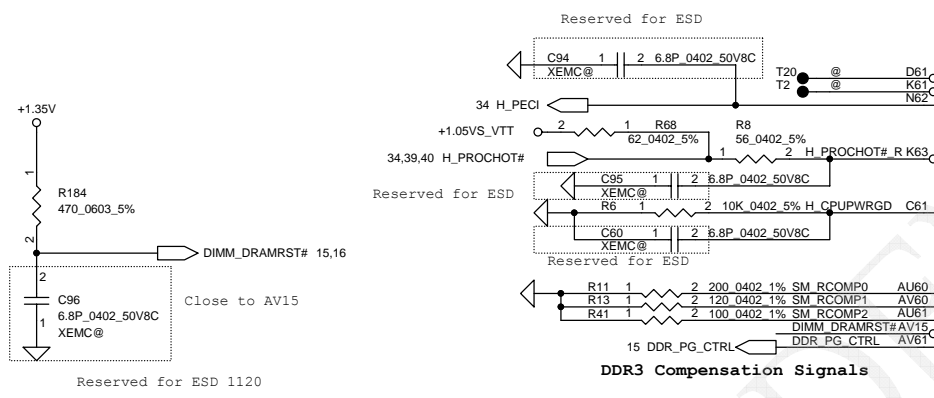 Reserved for ESD
C94 1 2 6.8P_0402_50V8C
XEMC@
T20 @ D61
T2 @ K61
N62
34 H_PECI
+1.35V
+1.05VS_VTT 2 1 R68 R8
62_0402_5% 56_0402_5%
34,39,40 H_PROCHOT# 1 2 H_PROCHOT#_R K63
1
R184
470_0603_5%
2
Reserved for ESD
C95 1 2 6.8P_0402_50V8C
XEMC@
R6 1 2 10K_0402_5% H_CPUPWRGD C61
C60 1 2 6.8P_0402_50V8C
XEMC@
Reserved for ESD
DIMM_DRAMRST# 15,16
2
C96
6.8P_0402_50V8C
1
XEMC@
Close to AV15
R11 1 2 200_0402_1% SM_RCOMP0 AU60
R13 1 2 120_0402_1% SM_RCOMP1 AV60
R41 1 2 100_0402_1% SM_RCOMP2 AU61
DIMM_DRAMRST# AV15
15 DDR_PG_CTRL DDR_PG_CTRL AV61
DDR3 Compensation Signals
Reserved for ESD 1120